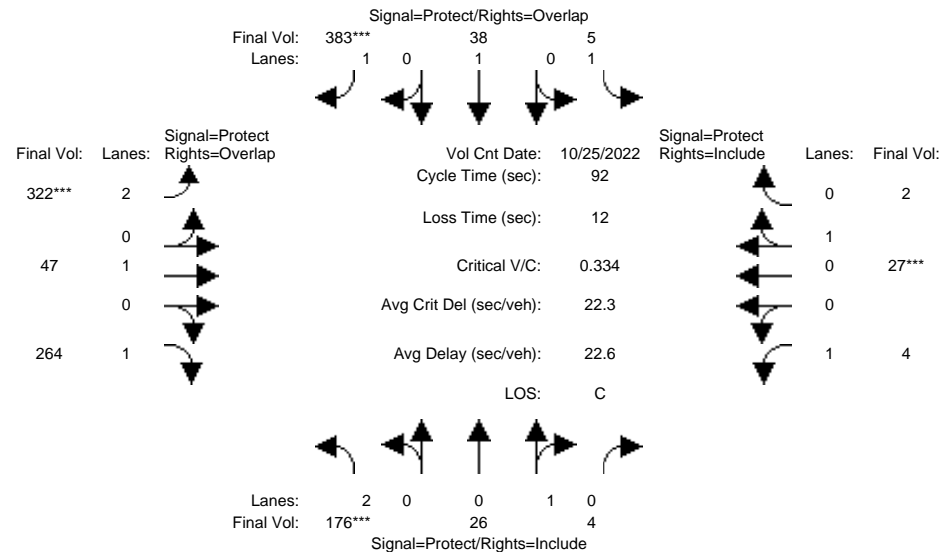 Signal=Protect/Rights=Overlap
Final Vol: 383*** 38 5
Lanes: 1 0 1 0 1
Signal=Protect
Final Vol: Lanes: Rights=Overlap
Vol Cnt Date: 10/25/2022
Signal=Protect
Rights=Include Lanes: Final Vol:
Cycle Time (sec): 92
322*** 2
0 2
Loss Time (sec): 12
0
1
47 1
Critical V/C: 0.334
0 27***
0
Avg Crit Del (sec/veh): 22.3
0
264 1
Avg Delay (sec/veh): 22.6
1 4
LOS: C
Lanes: 2 0 0 1 0
Final Vol: 176*** 26 4
Signal=Protect/Rights=Include